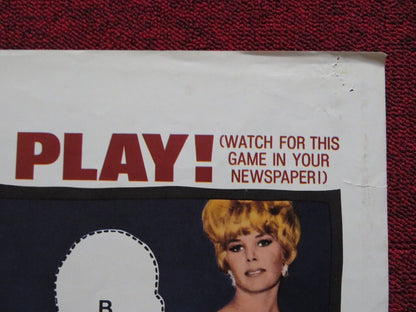 PLAY!
(WATCH FOR THIS
GAME IN YOUR
NEWSPAPER!)
B